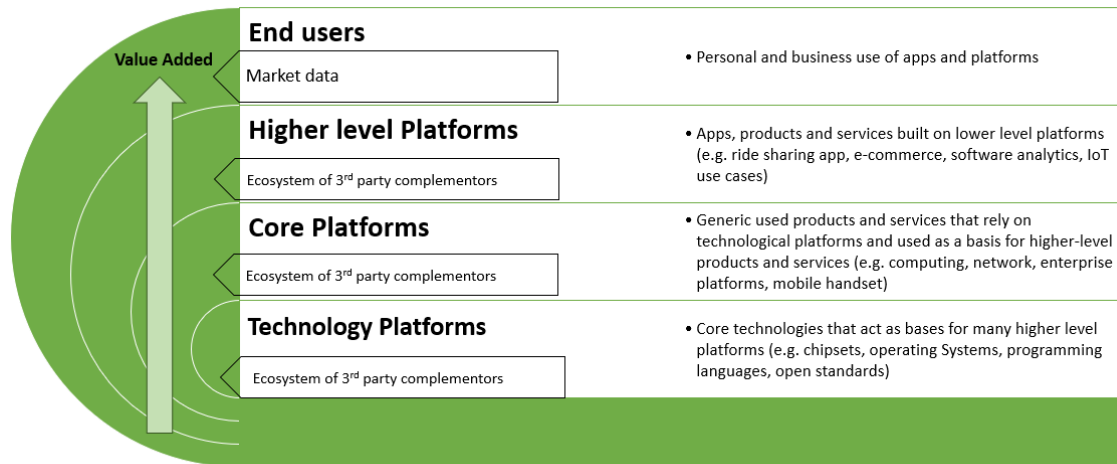 Value Added
End users
Market data
• Personal and business use of apps and platforms
Higher level Platforms
Ecosystem of 3rd party complementors
• Apps, products and services built on lower level platforms
(e.g. ride sharing app, e-commerce, software analytics, IoT
use cases)
Core Platforms
Ecosystem of 3rd party complementors
• Generic used products and services that rely on
technological platforms and used as a basis for higher-level
products and services (e.g. computing, network, enterprise
platforms, mobile handset)
Technology Platforms
Ecosystem of 3rd party complementors
• Core technologies that act as bases for many higher level
platforms (e.g. chipsets, operating Systems, programming
languages, open standards)